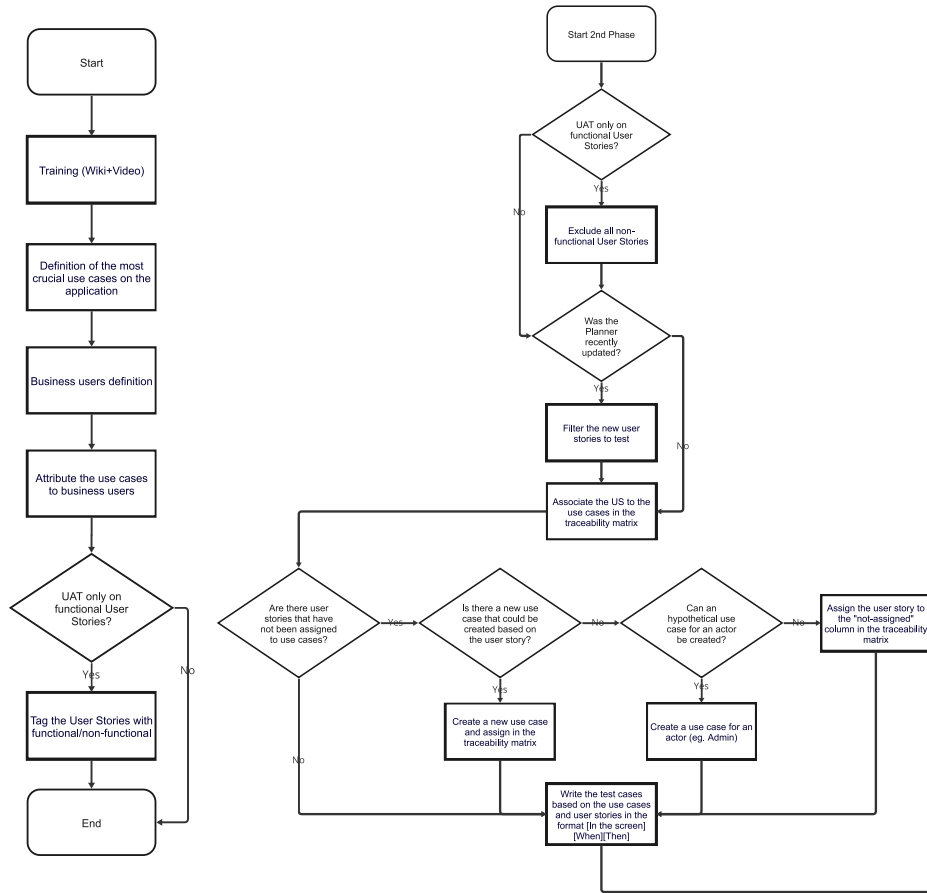 Start
Training (Wiki+Video)
Definition of the most
crucial use cases on the
application
Business users definition
Attribute the use cases
to business users
UAT only on
functional User
Stories?
Yes
No
Tag the User Stories with
functional/non-functional
End
Start 2nd Phase
UAT only on
functional User
Stories?
Yes
No
Exclude all non-
functional User Stories
Was the
Planner
recently
updated?
Yes
No
Filter the new user
stories to test
Associate the US to the
use cases in the
traceability matrix
Are there user
stories that have
not been assigned
to use cases?
Yes
No
Is there a new use
case that could be
created based on
the user story?
No
Yes
Can an
hypothetical use
case for an actor
be created?
No
Yes
Assign the user story to
the "not-assigned"
column in the traceability
matrix
Create a new use case
and assign in the
traceability matrix
Create a use case for an
actor (eg. Admin)
Write the test cases
based on the use cases
and user stories in the
format [In the screen]
[When][Then]